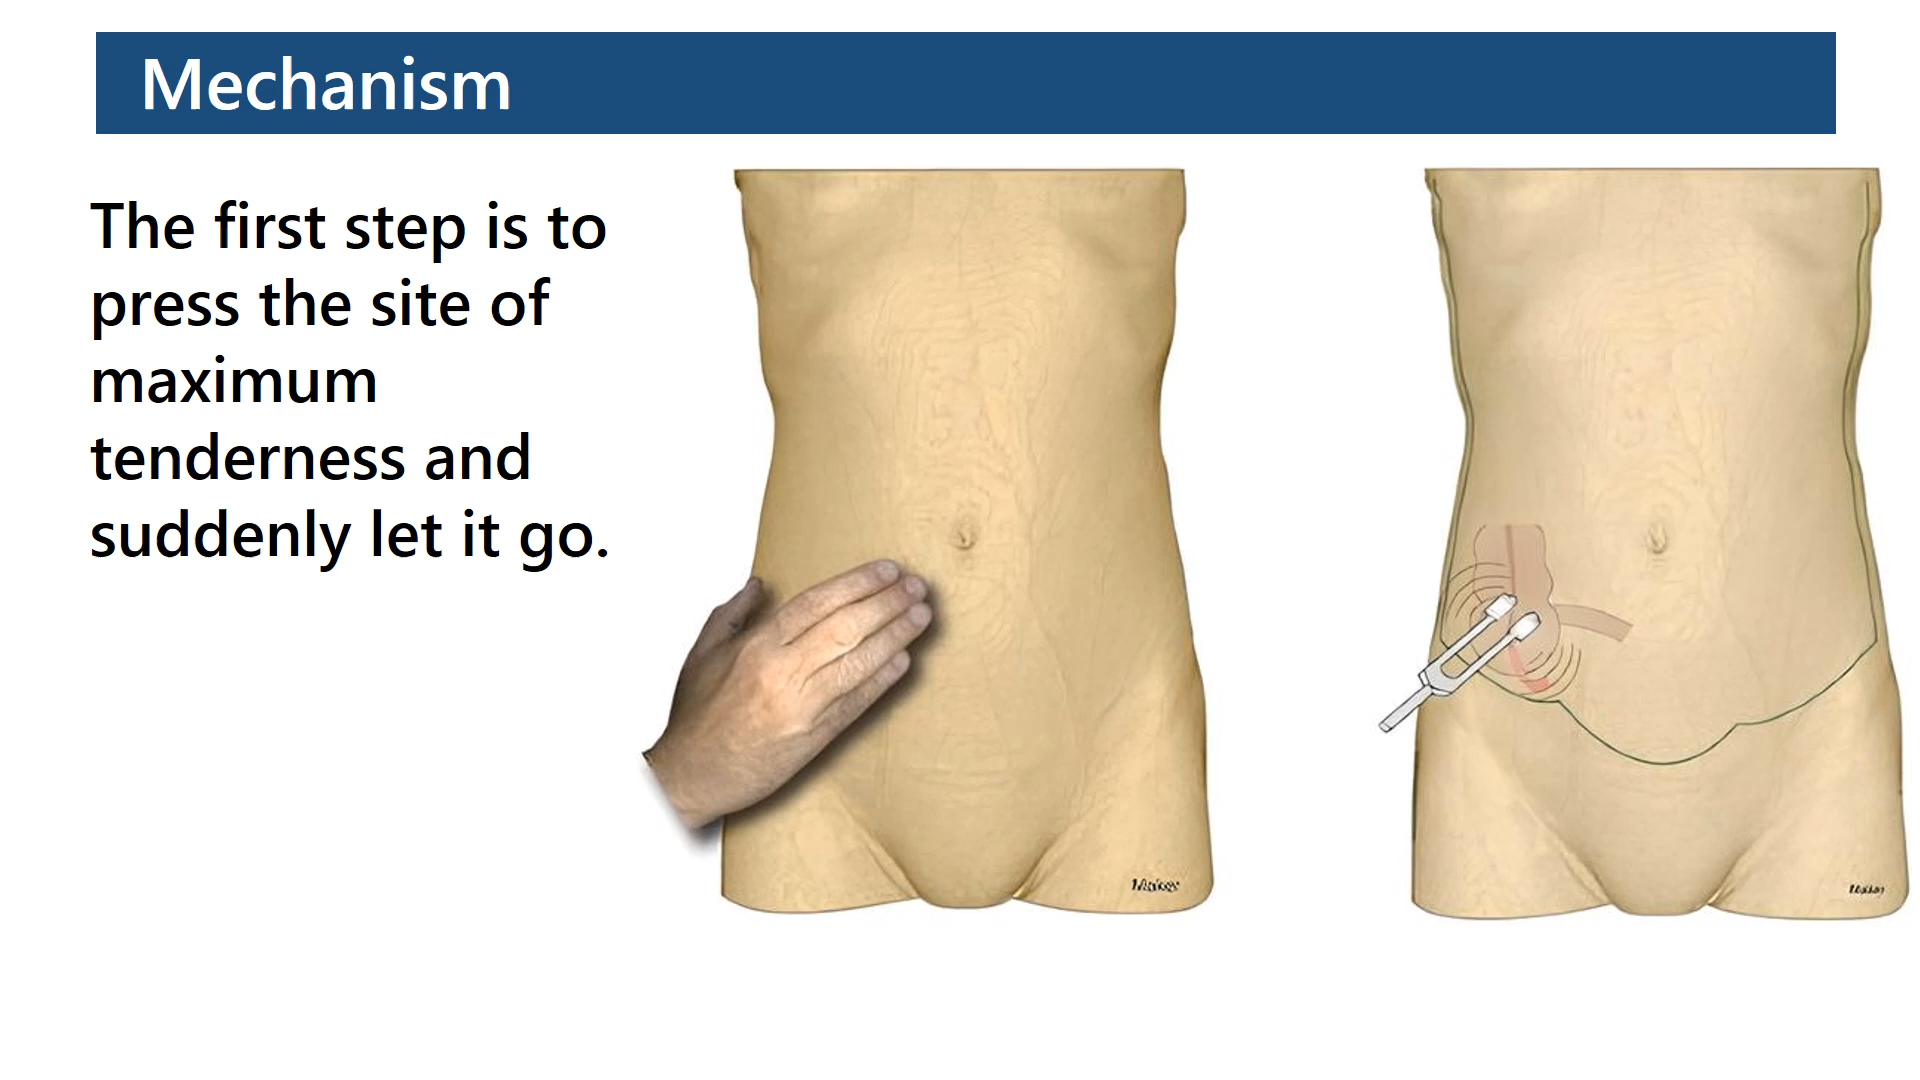 Mechanism
The first step is to
press the site of
maximum
tenderness and
suddenly let it go.